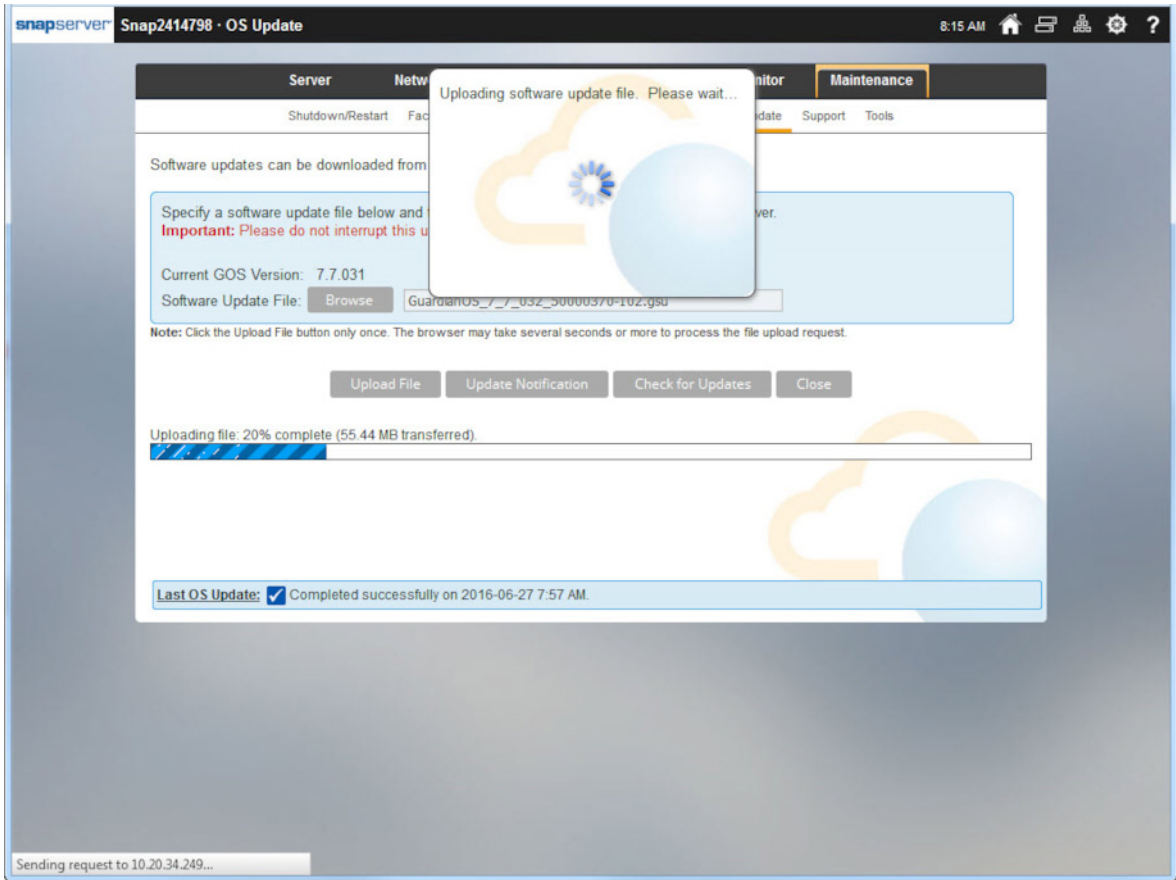 snapserver Snap2414798 · OS Update 8:15 AM ?
Server Netw nitor Maintenance
Uploading software update file. Please wait...
Shutdown/Restart Fac date Support Tools
Software updates can be downloaded from
Specify a software update file below and ver.
Important: Please do not interrupt this u
Current GOS Version: 7.7.031
Software Update File: Browse GuardianOS_7_7_032_50000370-102.gsu
Note: Click the Upload File button only once. The browser may take several seconds or more to process the file upload request.
Upload File Update Notification Check for Updates Close
Uploading file: 20% complete (55.44 MB transferred).
Last OS Update: Completed successfully on 2016-06-27 7:57 AM.
Sending request to 10.20.34.249...